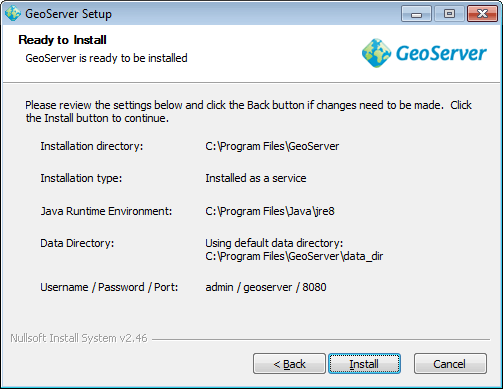 GeoServer Setup
Ready to Install
GeoServer is ready to be installed
GeoServer
Please review the settings below and click the Back button if changes need to be made.  Click
the Install button to continue.
Installation directory: C:\Program Files\GeoServer
Installation type: Installed as a service
Java Runtime Environment: C:\Program Files\Java\jre8
Data Directory: Using default data directory:
C:\Program Files\GeoServer\data_dir
Username / Password / Port: admin / geoserver / 8080
Nullsoft Install System v2.46
< Back Install Cancel